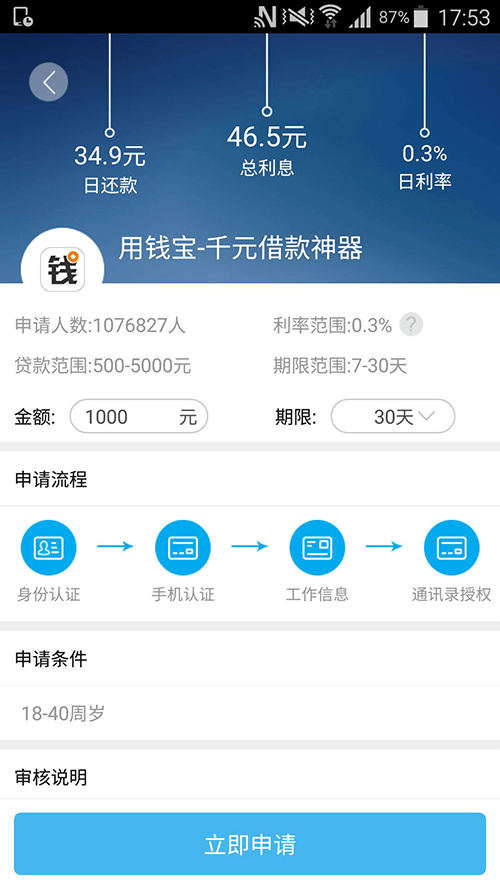 87% 17:53
34.9元
46.5元
0.3%
日还款
总利息
日利率
钱
用钱宝-千元借款神器
申请人数:1076827人
利率范围:0.3% ?
贷款范围:500-5000元
期限范围:7-30天
金额: 1000 元
期限: 30天
申请流程
身份认证
手机认证
工作信息
通讯录授权
申请条件
18-40周岁
审核说明
立即申请